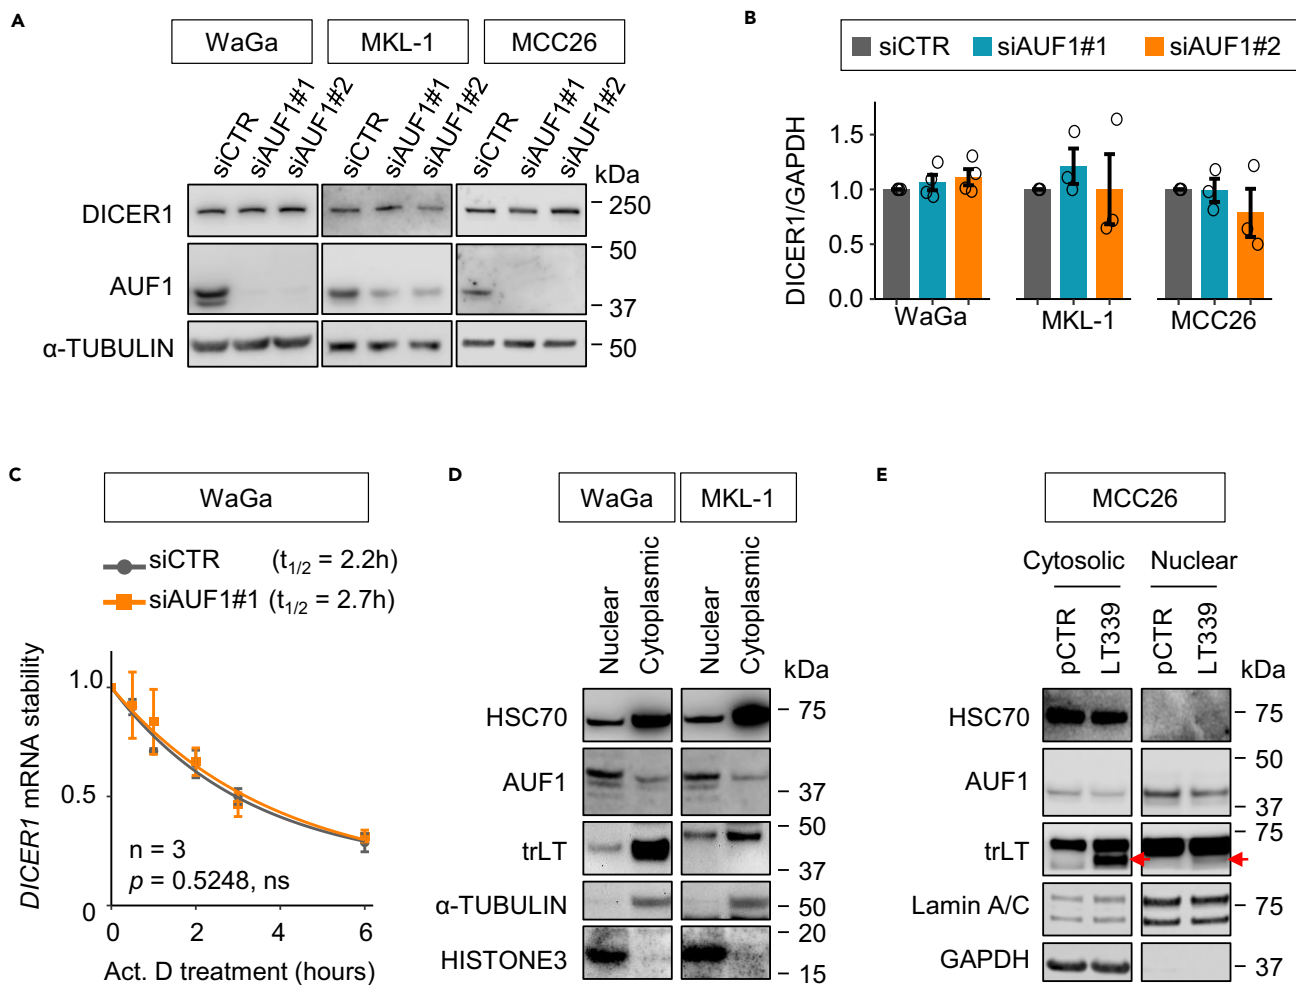 A
WaGa
MKL-1
MCC26
siCTR
siAUF1#1
siAUF1#2
siCTR
siAUF1#1
siAUF1#2
siCTR
siAUF1#1
siAUF1#2
kDa
DICER1
250
AUF1
50
37
α-TUBULIN
50
B
siCTR
siAUF1#1
siAUF1#2
DICER1/GAPDH
1.5
1.0
0.5
0.0
WaGa
MKL-1
MCC26
C
WaGa
siCTR (t1/2 = 2.2h)
siAUF1#1 (t1/2 = 2.7h)
DICER1 mRNA stability
1.0
0.5
0
n = 3
p = 0.5248, ns
0 2 4 6
Act. D treatment (hours)
D
WaGa
MKL-1
Nuclear
Cytoplasmic
Nuclear
Cytoplasmic
kDa
HSC70
75
AUF1
37
trLT
50
37
α-TUBULIN
50
HISTONE3
20
15
E
MCC26
Cytosolic
Nuclear
pCTR
LT339
pCTR
LT339
kDa
HSC70
75
AUF1
50
37
trLT
75
Lamin A/C
75
GAPDH
37